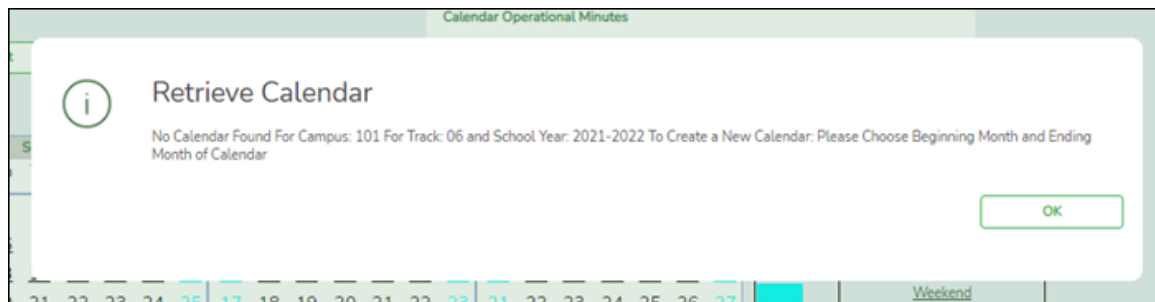 Calendar Operational Minutes
Retrieve Calendar
No Calendar Found For Campus: 101 For Track: 06 and School Year: 2021-2022 To Create a New Calendar: Please Choose Beginning Month and Ending
Month of Calendar
OK
21 22 23 24 25 17 18 19 20 21 22 23 21 22 23 24 25 26 27
Weekend